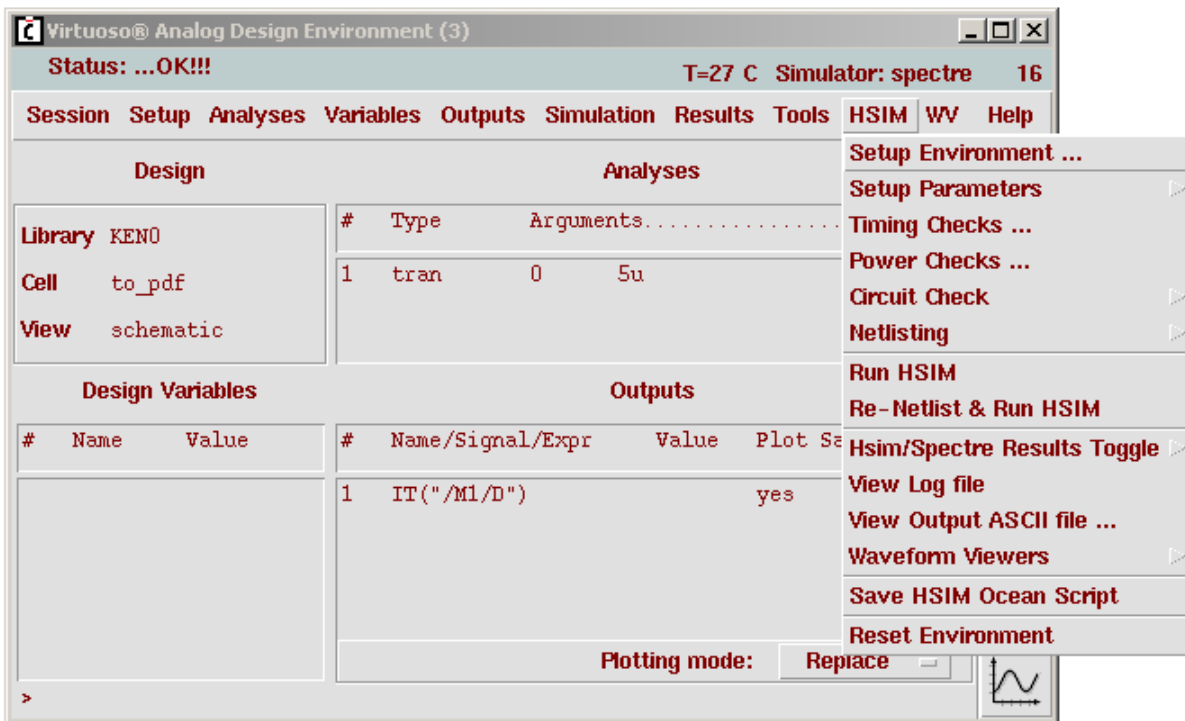 Virtuoso® Analog Design Environment (3)
Status: ...OK!!!
T=27 C Simulator: spectre 16
Session Setup Analyses Variables Outputs Simulation Results Tools HSIM WV Help
Design
Analyses
Library KEN0
Cell to_pdf
View schematic
# Type Arguments................
1 tran 0 5u
Design Variables
Outputs
# Name Value
# Name/Signal/Expr Value Plot Sa
1 IT("/M1/D") yes
Plotting mode: Replace
>
Setup Environment ...
Setup Parameters
Timing Checks ...
Power Checks ...
Circuit Check
Netlisting
Run HSIM
Re-Netlist & Run HSIM
Hsim/Spectre Results Toggle
View Log file
View Output ASCII file ...
Waveform Viewers
Save HSIM Ocean Script
Reset Environment